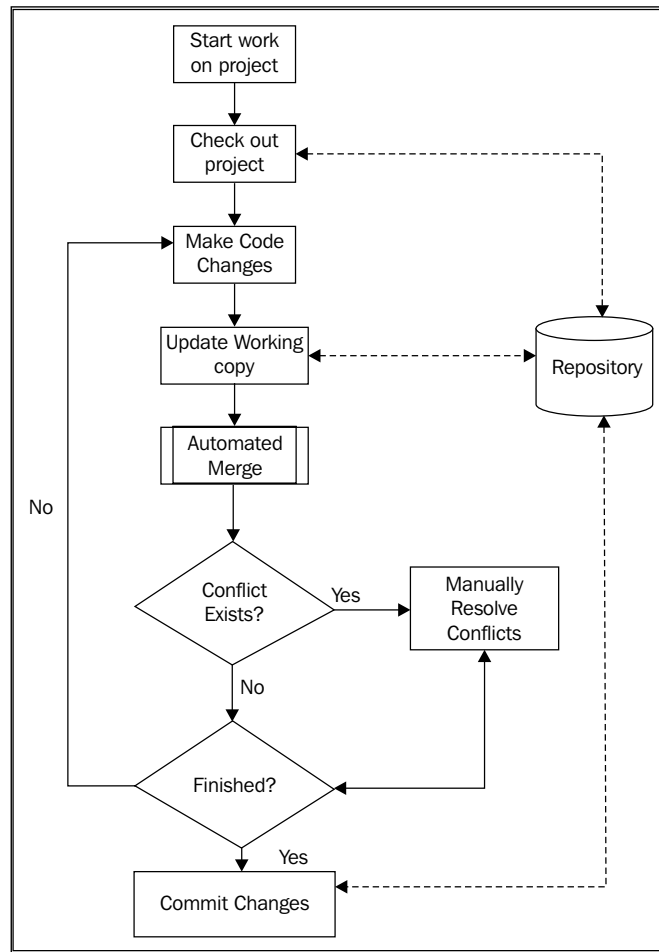 Start work
on project
Check out
project
Make Code
Changes
Update Working
copy
Repository
Automated
Merge
No
Conflict
Exists?
Yes
Manually
Resolve
Conflicts
No
Finished?
Yes
Commit Changes